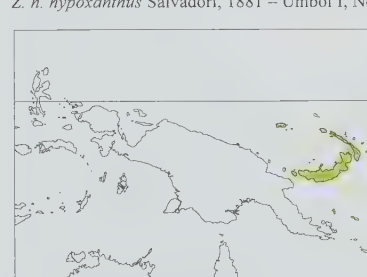 Z. h. hypoxanthus Salvadori, 1881 – Umboi I,